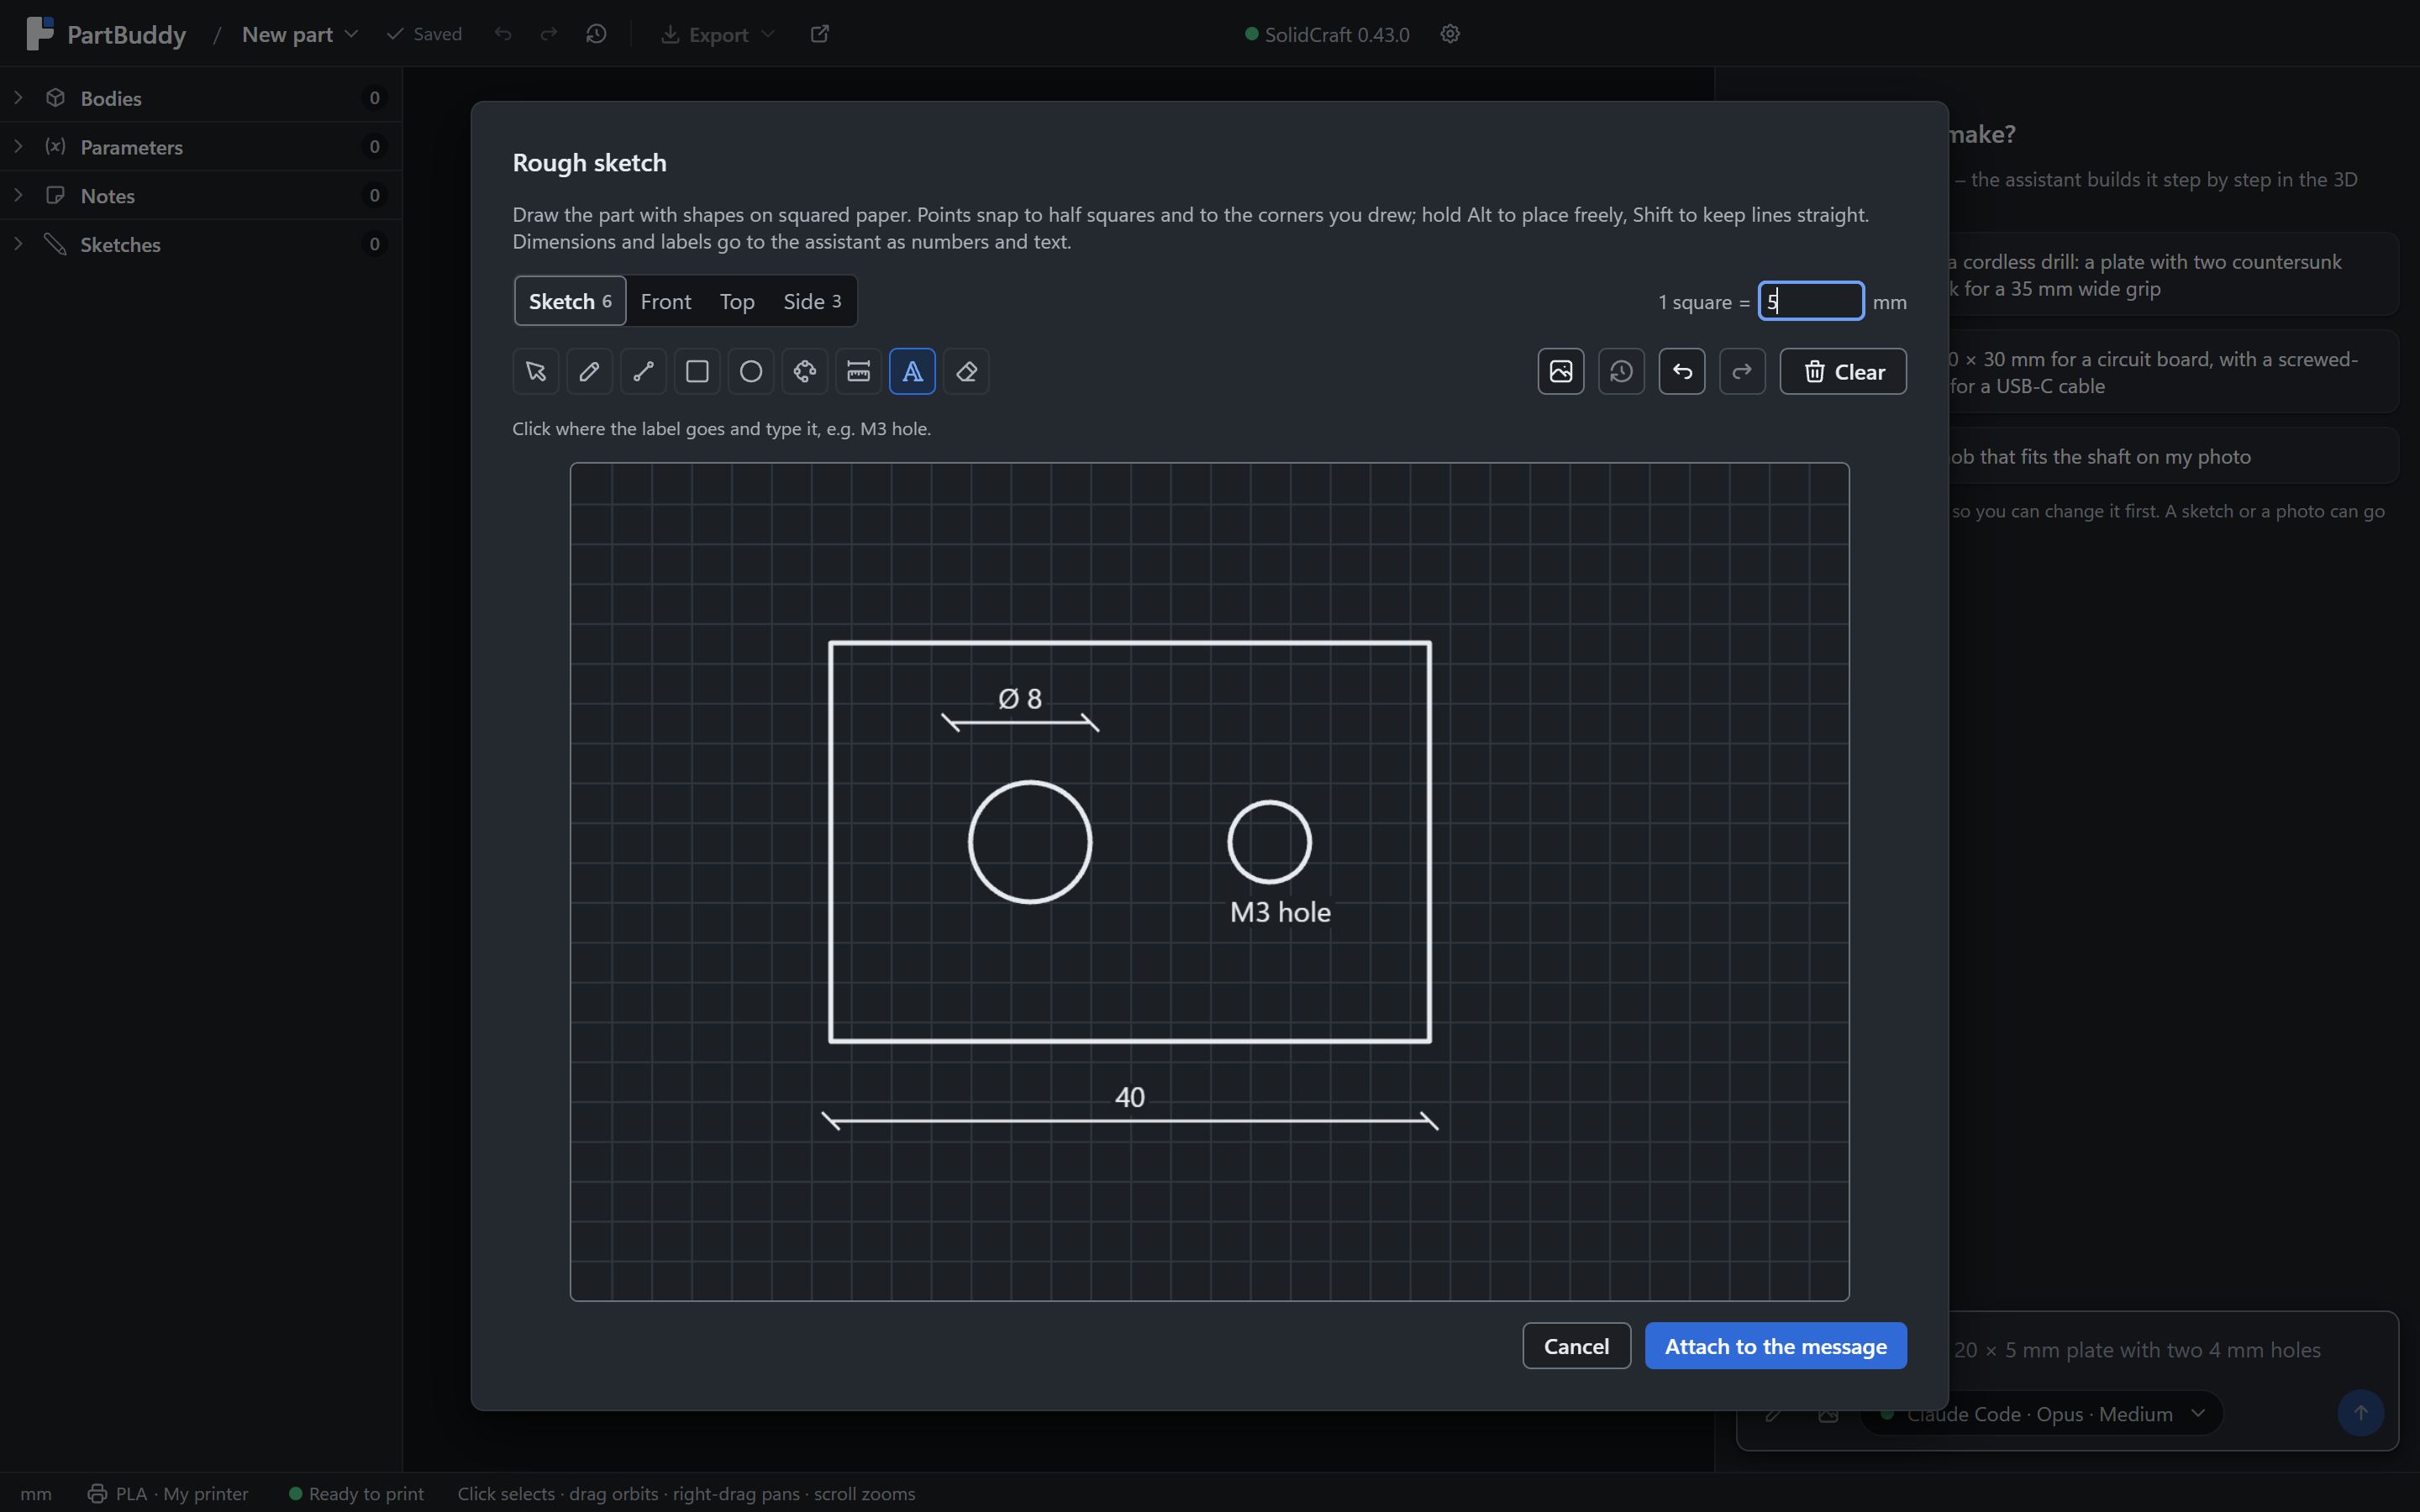 PartBuddy / New part Saved Export SolidCraft 0.43.0
Bodies 0
Parameters 0
Notes 0
Sketches 0
make?
– the assistant builds it step by step in the 3D
a cordless drill: a plate with two countersunk
k for a 35 mm wide grip
0 × 30 mm for a circuit board, with a screwed-
for a USB-C cable
ob that fits the shaft on my photo
so you can change it first. A sketch or a photo can go
Rough sketch
Draw the part with shapes on squared paper. Points snap to half squares and to the corners you drew; hold Alt to place freely, Shift to keep lines straight.
Dimensions and labels go to the assistant as numbers and text.
Sketch 6 Front Top Side 3 1 square = 5 mm
Clear
Click where the label goes and type it, e.g. M3 hole.
Ø 8
M3 hole
40
Cancel Attach to the message
20 × 5 mm plate with two 4 mm holes
Claude Code · Opus · Medium
mm PLA · My printer Ready to print Click selects · drag orbits · right-drag pans · scroll zooms